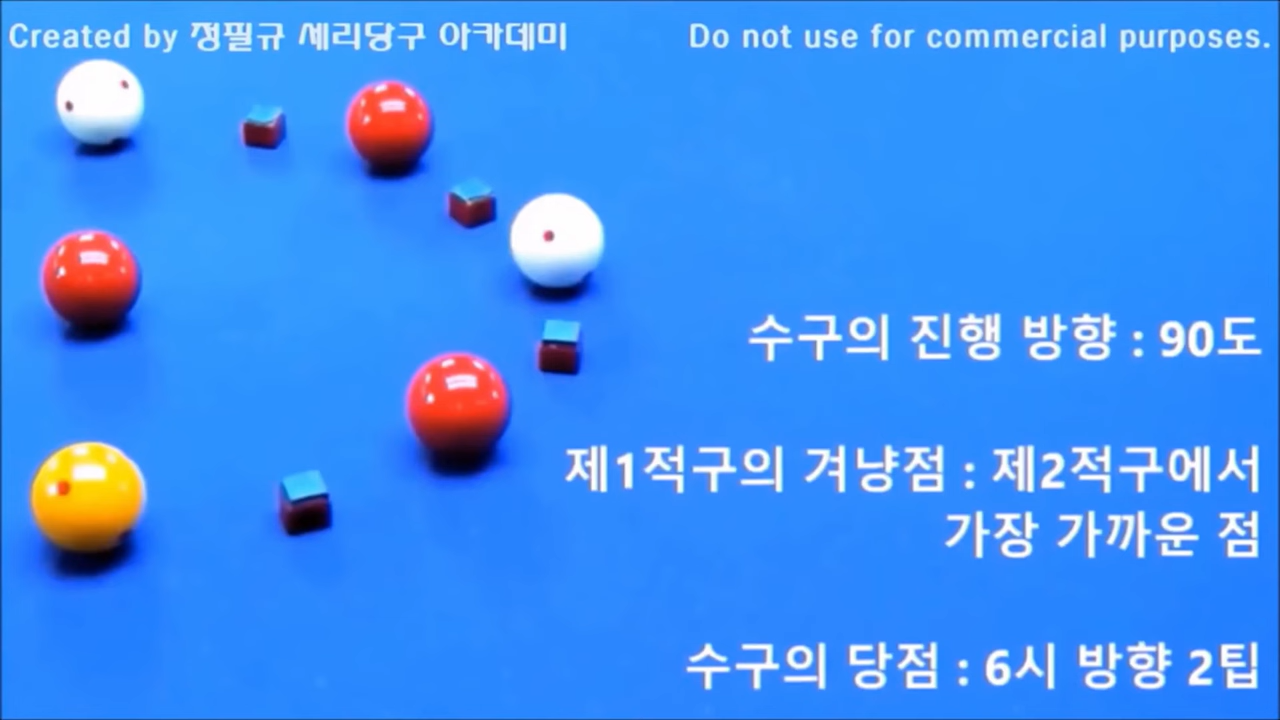 Created by 정필규 세리당구 아카데미
Do not use for commercial purposes.
수구의 진행 방향 : 90도
제1적구의 겨냥점 : 제2적구에서
가장 가까운 점
수구의 당점 : 6시 방향 2팁